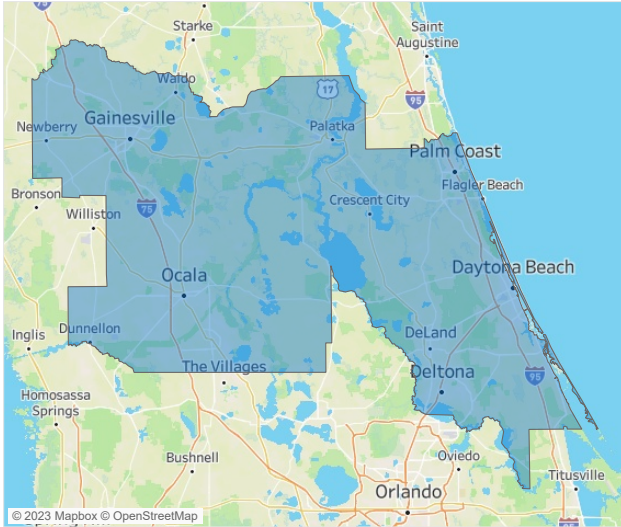 75
Starke
Saint
Augustine
Waldo
17
95
Newberry
Gainesville
Palatka
Palm Coast
Flagler Beach
Bronson
Williston
75
Crescent City
Ocala
Daytona Beach
Inglis
Dunnellon
DeLand
The Villages
Deltona
95
Homosassa
Springs
Bushnell
Oviedo
Titusville
Orlando
© 2023 Mapbox © OpenStreetMap